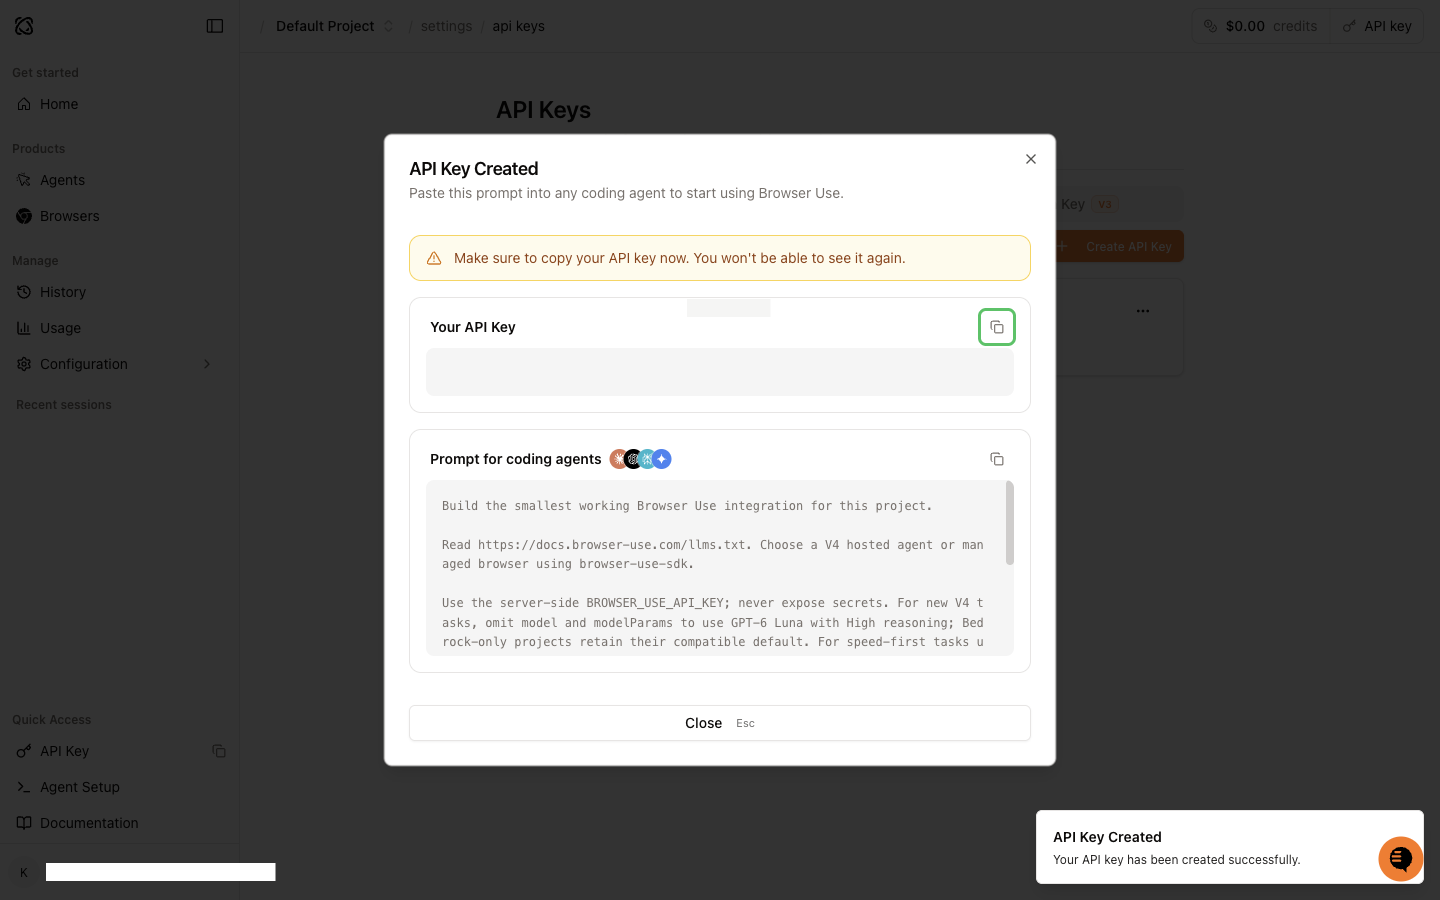 / Default Project / settings / api keys
$0.00 credits
API key
Get started
Home
Products
Agents
Browsers
Manage
History
Usage
Configuration
Recent sessions
API Keys
Key V3
+ Create API Key
API Key Created
Paste this prompt into any coding agent to start using Browser Use.
Make sure to copy your API key now. You won't be able to see it again.
Your API Key
Prompt for coding agents
Build the smallest working Browser Use integration for this project.
Read https://docs.browser-use.com/llms.txt. Choose a V4 hosted agent or man
aged browser using browser-use-sdk.
Use the server-side BROWSER_USE_API_KEY; never expose secrets. For new V4 t
asks, omit model and modelParams to use GPT-6 Luna with High reasoning; Bed
rock-only projects retain their compatible default. For speed-first tasks u
Close Esc
Quick Access
API Key
Agent Setup
Documentation
K
API Key Created
Your API key has been created successfully.